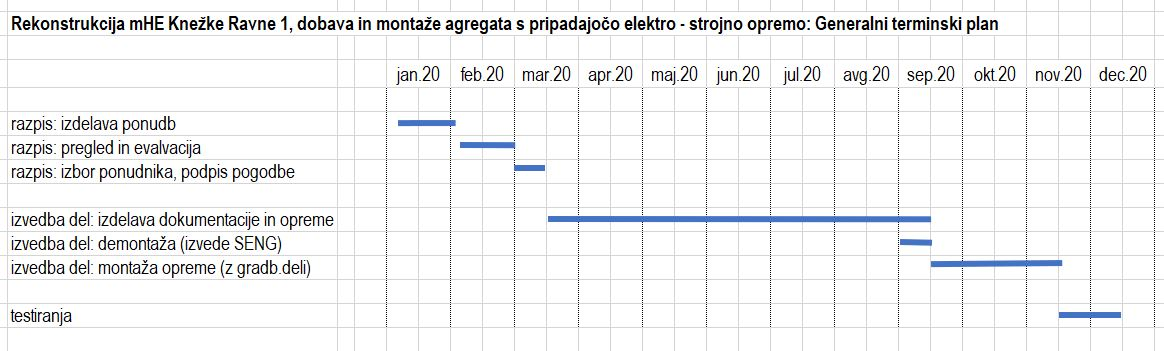 Rekonstrukcija mHE Knežke Ravne 1, dobava in montaže agregata s pripadajočo elektro - strojno opremo: Generalni terminski plan
jan.20 feb.20 mar.20 apr.20 maj.20 jun.20 jul.20 avg.20 sep.20 okt.20 nov.20 dec.20
razpis: izdelava ponudb
razpis: pregled in evalvacija
razpis: izbor ponudnika, podpis pogodbe
izvedba del: izdelava dokumentacije in opreme
izvedba del: demontaža (izvede SENG)
izvedba del: montaža opreme (z gradb.deli)
testiranja